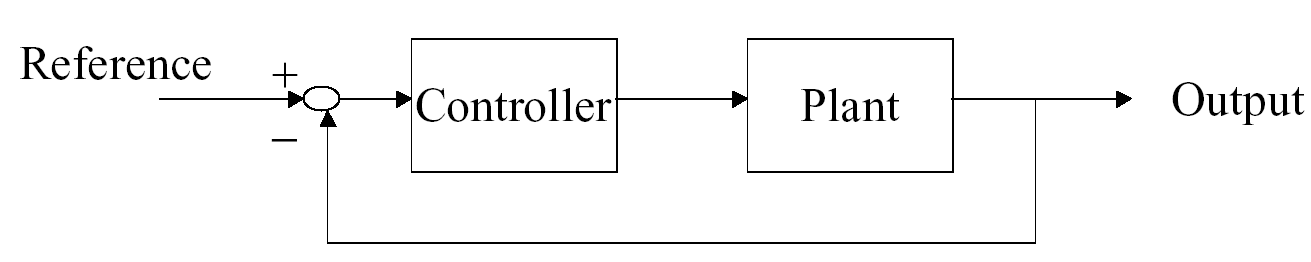 Reference
+
−
Controller
Plant
Output